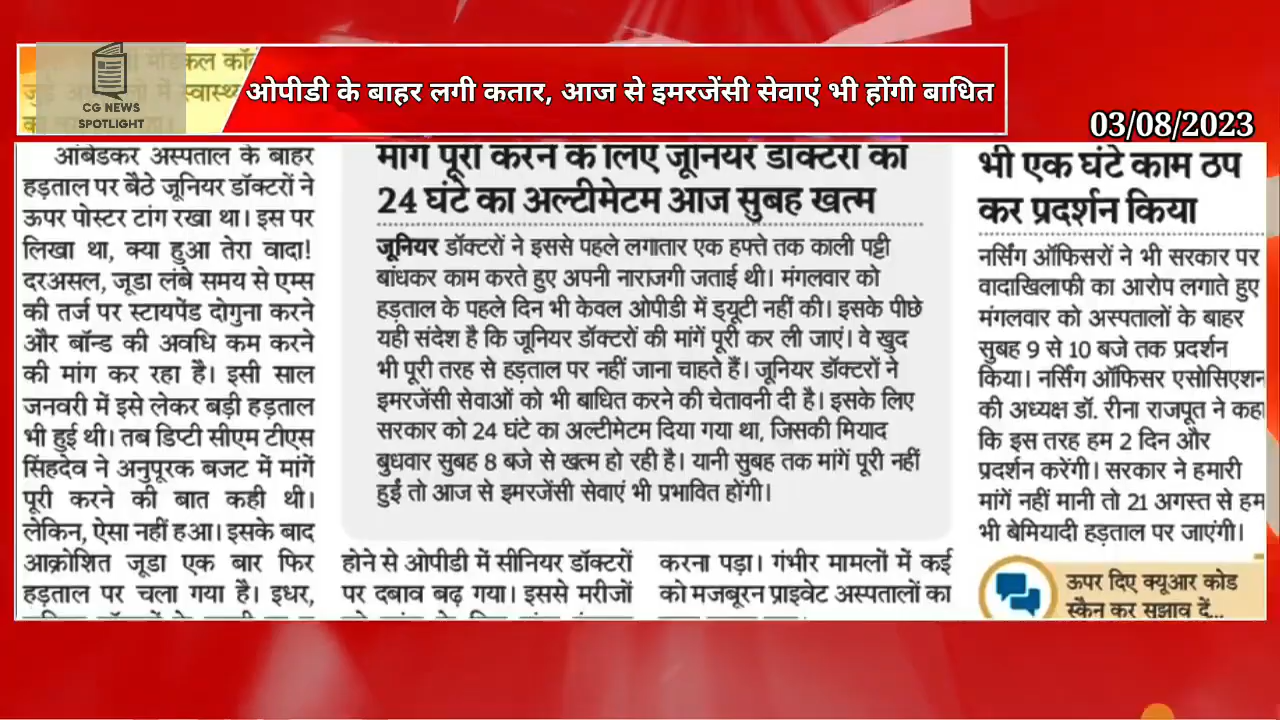 CG NEWS
SPOTLIGHT
ओपीडी के बाहर लगी कतार, आज से इमरजेंसी सेवाएं भी होंगी बाधित
03/08/2023
आंबेडकर अस्पताल के बाहर
हड़ताल पर बैठे जूनियर डॉक्टरों ने
ऊपर पोस्टर टांग रखा था। इस पर
लिखा था, क्या हुआ तेरा वादा!
दरअसल, जूडा लंबे समय से एम्स
की तर्ज पर स्टायपेंड दोगुना करने
और बॉन्ड की अवधि कम करने
की मांग कर रहा है। इसी साल
जनवरी में इसे लेकर बड़ी हड़ताल
भी हुई थी। तब डिप्टी सीएम टीएस
सिंहदेव ने अनुपूरक बजट में मांगें
पूरी करने की बात कही थी।
लेकिन, ऐसा नहीं हुआ। इसके बाद
आक्रोशित जूडा एक बार फिर
हड़ताल पर चला गया है। इधर,
मांग पूरी करने के लिए जूनियर डॉक्टरों का
24 घंटे का अल्टीमेटम आज सुबह खत्म
जूनियर डॉक्टरों ने इससे पहले लगातार एक हफ्ते तक काली पट्टी
बांधकर काम करते हुए अपनी नाराजगी जताई थी। मंगलवार को
हड़ताल के पहले दिन भी केवल ओपीडी में ड्यूटी नहीं की। इसके पीछे
यही संदेश है कि जूनियर डॉक्टरों की मांगें पूरी कर ली जाएं। वे खुद
भी पूरी तरह से हड़ताल पर नहीं जाना चाहते हैं। जूनियर डॉक्टरों ने
इमरजेंसी सेवाओं को भी बाधित करने की चेतावनी दी है। इसके लिए
सरकार को 24 घंटे का अल्टीमेटम दिया गया था, जिसकी मियाद
बुधवार सुबह 8 बजे से खत्म हो रही है। यानी सुबह तक मांगें पूरी नहीं
हुईं तो आज से इमरजेंसी सेवाएं भी प्रभावित होंगी।
होने से ओपीडी में सीनियर डॉक्टरों
पर दबाव बढ़ गया। इससे मरीजों
करना पड़ा। गंभीर मामलों में कई
को मजबूरन प्राइवेट अस्पतालों का
भी एक घंटे काम ठप
कर प्रदर्शन किया
नर्सिंग ऑफिसरों ने भी सरकार पर
वादाखिलाफी का आरोप लगाते हुए
मंगलवार को अस्पतालों के बाहर
सुबह 9 से 10 बजे तक प्रदर्शन
किया। नर्सिंग ऑफिसर एसोसिएशन
की अध्यक्ष डॉ. रीना राजपूत ने कहा
कि इस तरह हम 2 दिन और
प्रदर्शन करेंगी। सरकार ने हमारी
मांगें नहीं मानी तो 21 अगस्त से हम
भी बेमियादी हड़ताल पर जाएंगी।
ऊपर दिए क्यूआर कोड
स्कैन कर सुझाव दें...